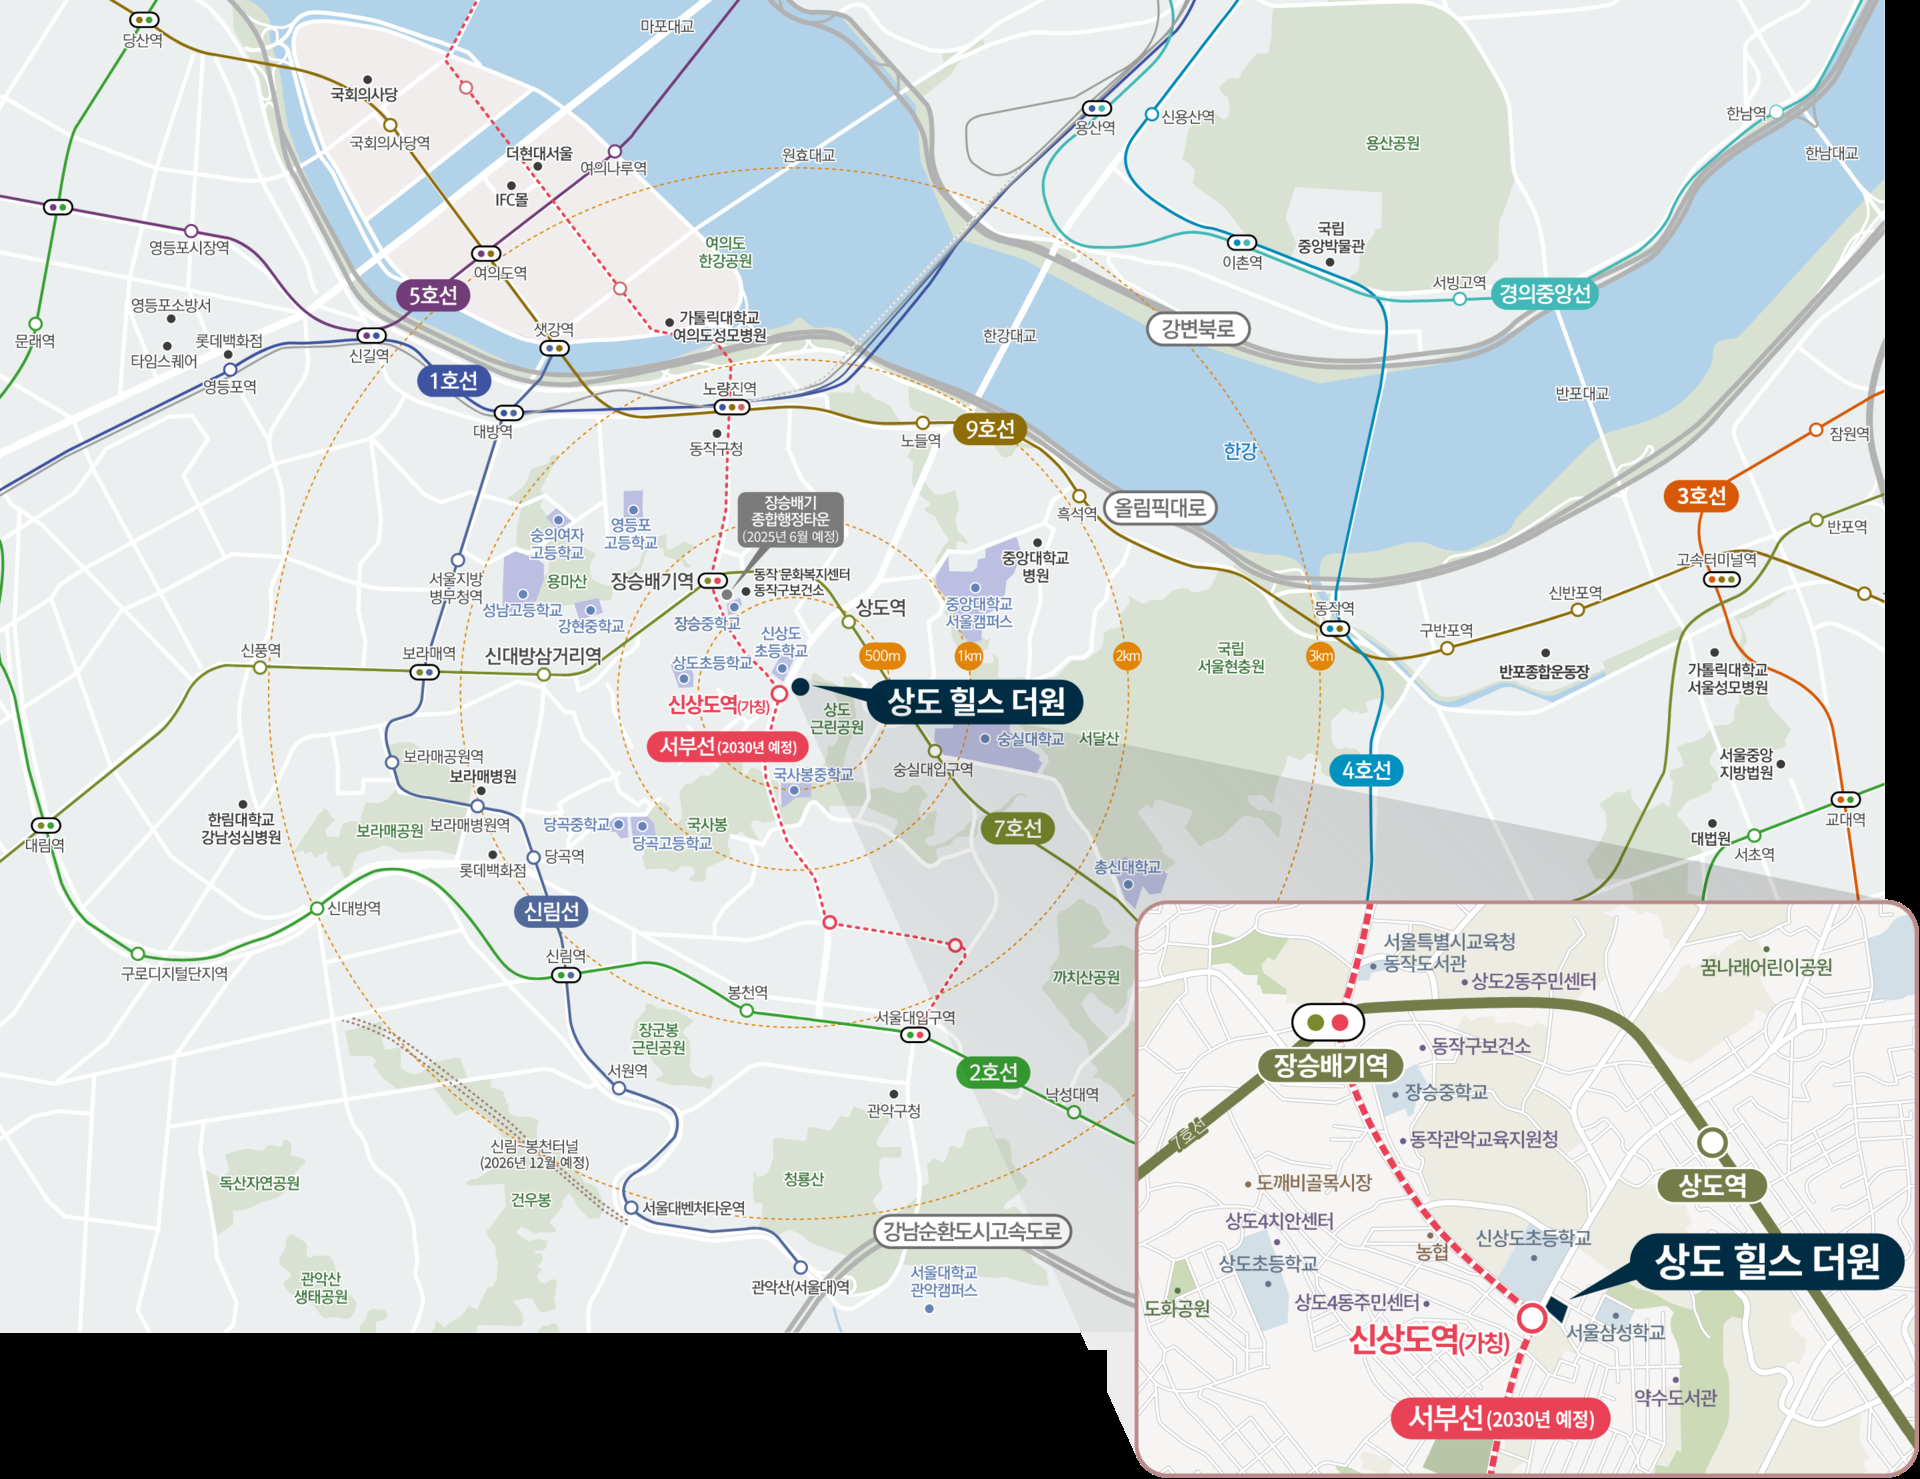 마포대교
당산역
국회의사당
국회의사당역
더현대서울
IFC몰
여의나루역
원효대교
용산역
신용산역
용산공원
한남역
한남대교
영등포시장역
여의도역
여의도
한강공원
이촌역
국립
중앙박물관
서빙고역
경의중앙선
5호선
영등포소방서
롯데백화점
타임스퀘어
문래역
영등포역
신길역
샛강역
가톨릭대학교
여의도성모병원
한강대교
강변북로
1호선
노량진역
반포대교
대방역
동작구청
노들역
9호선
한강
잠원역
3호선
흑석역
올림픽대로
반포역
장승배기
종합행정타운
(2025년 6월 예정)
숭의여자
고등학교
영등포
고등학교
용마산
서울지방
병무청역
성남고등학교
강현중학교
장승배기역
동작 문화복지센터
동작구보건소
장승중학교
상도역
중앙대학교
병원
중앙대학교
서울캠퍼스
고속터미널역
신반포역
동작역
구반포역
신풍역
보라매역
신대방삼거리역
상도초등학교
신상도
초등학교
500m
1km
2km
3km
국립
서울현충원
반포종합운동장
가톨릭대학교
서울성모병원
신상도역(가칭)
상도 힐스 더원
상도
근린공원
서부선(2030년 예정)
숭실대학교
서달산
숭실대입구역
4호선
서울중앙
지방법원
보라매공원역
보라매병원
국사봉중학교
한림대학교
강남성심병원
보라매공원
보라매병원역
당곡중학교
당곡고등학교
국사봉
7호선
대림역
대법원
서초역
교대역
롯데백화점
당곡역
총신대학교
신대방역
신림선
구로디지털단지역
신림역
봉천역
까치산공원
서울대입구역
장군봉
근린공원
2호선
서원역
관악구청
낙성대역
신림~봉천터널
(2026년 12월 예정)
독산자연공원
건우봉
청룡산
서울대벤처타운역
강남순환도시고속도로
관악산
생태공원
관악산(서울대)역
서울대학교
관악캠퍼스
서울특별시교육청
동작도서관
상도2동주민센터
꿈나래어린이공원
장승배기역
동작구보건소
장승중학교
7호선
동작관악교육지원청
도깨비골목시장
상도역
상도4치안센터
농협
신상도초등학교
상도초등학교
상도 힐스 더원
도화공원
상도4동주민센터
신상도역(가칭)
서울삼성학교
약수도서관
서부선(2030년 예정)